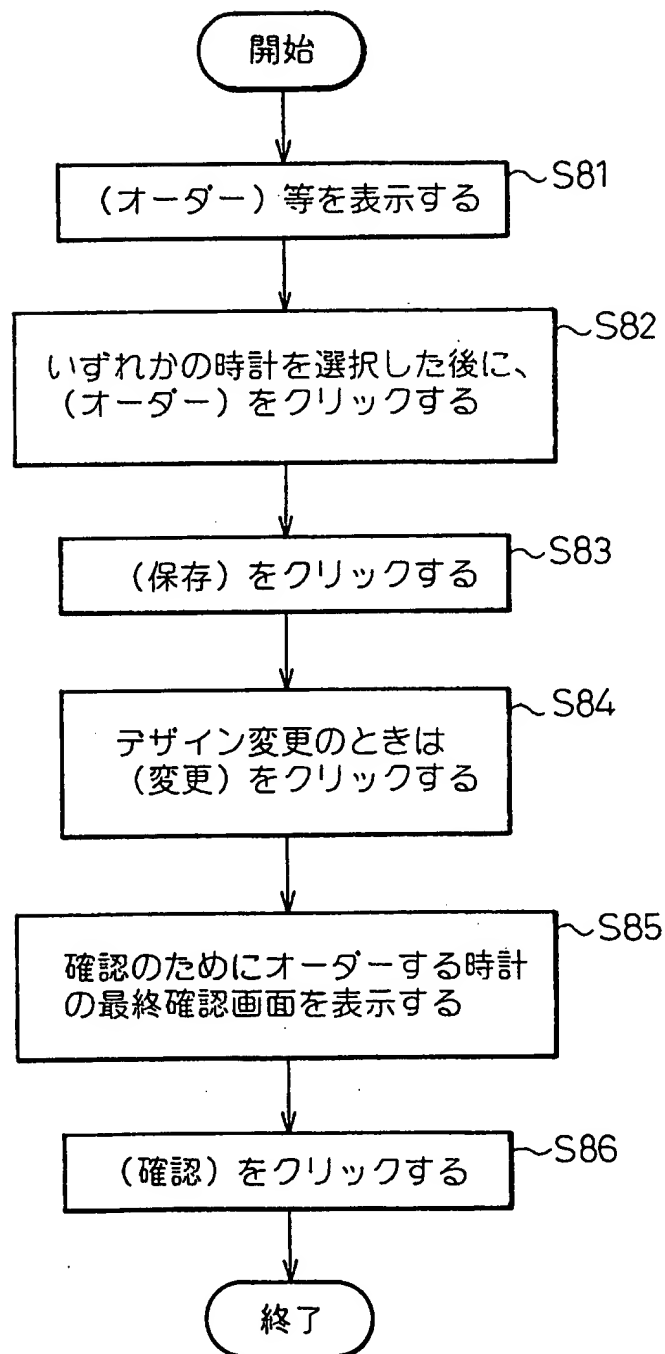 開始
(オーダー)等を表示する
S81
いずれかの時計を選択した後に、
(オーダー)をクリックする
S82
(保存)をクリックする
S83
デザイン変更のときは
(変更)をクリックする
S84
確認のためにオーダーする時計
の最終確認画面を表示する
S85
(確認)をクリックする
S86
終了